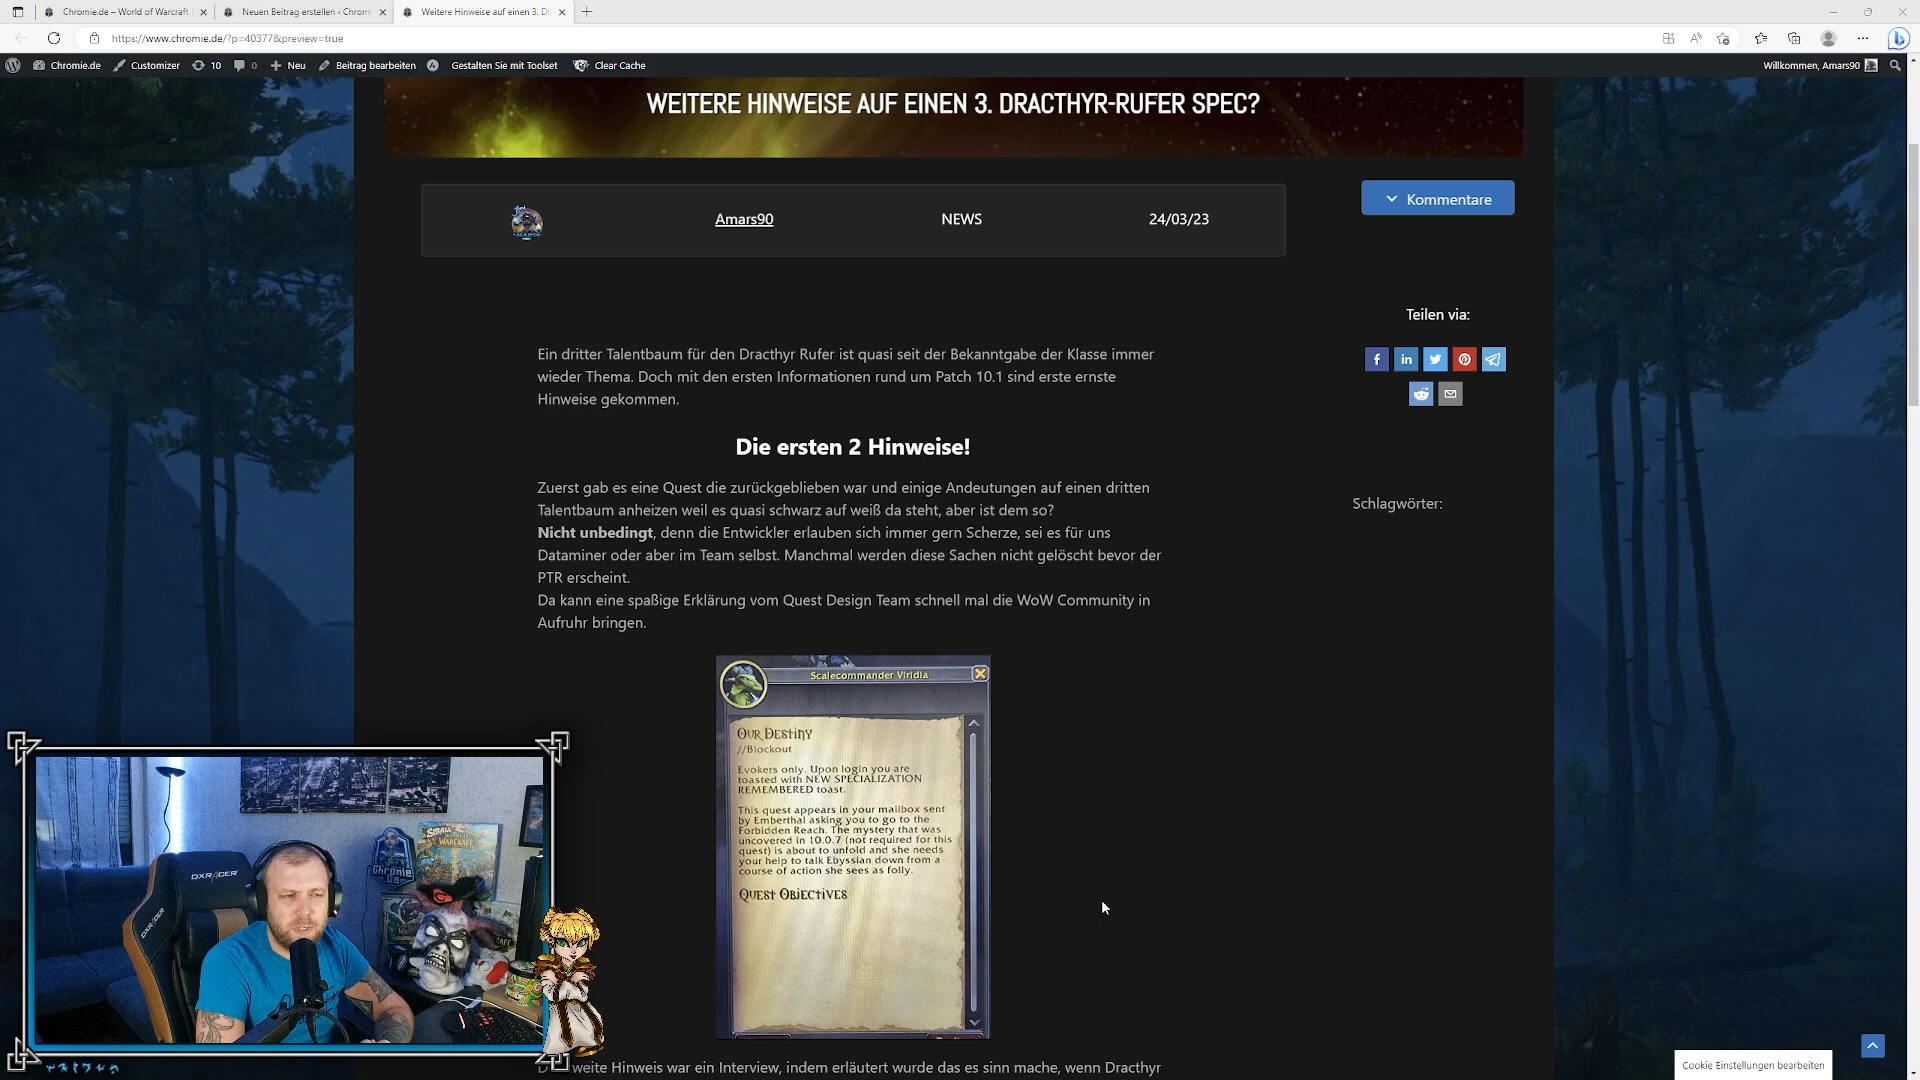 Chromie.de – World of Warcraft
Neuen Beitrag erstellen ‹ Chromi
Weitere Hinweise auf einen 3. Dr
https://www.chromie.de/?p=40377&preview=true
Chromie.de
Customizer
10
0
Neu
Beitrag bearbeiten
Gestalten Sie mit Toolset
Clear Cache
Willkommen, Amars90
WEITERE HINWEISE AUF EINEN 3. DRACTHYR-RUFER SPEC?
Amars90
NEWS
24/03/23
Kommentare
Teilen via:
Ein dritter Talentbaum für den Dracthyr Rufer ist quasi seit der Bekanntgabe der Klasse immer
wieder Thema. Doch mit den ersten Informationen rund um Patch 10.1 sind erste ernste
Hinweise gekommen.
Die ersten 2 Hinweise!
Schlagwörter:
Zuerst gab es eine Quest die zurückgeblieben war und einige Andeutungen auf einen dritten
Talentbaum anheizen weil es quasi schwarz auf weiß da steht, aber ist dem so?
Nicht unbedingt, denn die Entwickler erlauben sich immer gern Scherze, sei es für uns
Dataminer oder aber im Team selbst. Manchmal werden diese Sachen nicht gelöscht bevor der
PTR erscheint.
Da kann eine spaßige Erklärung vom Quest Design Team schnell mal die WoW Community in
Aufruhr bringen.
Scalecommander Viridia
Our Destiny
//Blockout
Evokers only. Upon login you are
toasted with NEW SPECIALIZATION
REMEMBERED toast.
This quest appears in your mailbox sent
by Emberthal asking you to go to the
Forbidden Reach. The mystery that was
uncovered in 10.0.7 (not required for this
quest) is about to unfold and she needs
your help to talk Ebyssian down from a
course of action she sees as folly.
Quest Objectives
weite Hinweis war ein Interview, indem erläutert wurde das es sinn mache, wenn Dracthyr
Cookie Einstellungen bearbeiten
DXRACER
DXRACER
Chromie
.De
SMALL WORLD
WARCRAFT